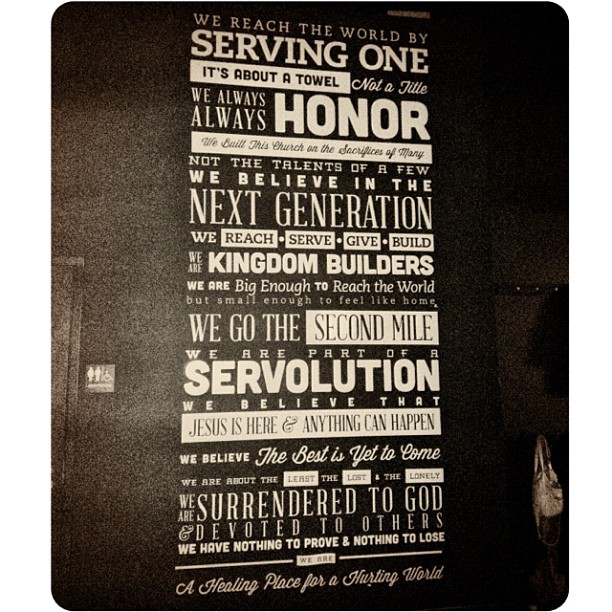 WE REACH THE WORLD BY
SERVING ONE
IT'S ABOUT A TOWEL Not a Title
WE ALWAYS
ALWAYS HONOR
We Built This Church on the Sacrifices of Many
NOT THE TALENTS OF A FEW
WE BELIEVE IN THE
NEXT GENERATION
WE REACH • SERVE • GIVE • BUILD
WE ARE KINGDOM BUILDERS
WE ARE Big Enough TO Reach the World
but small enough to feel like home
WE GO THE SECOND MILE
WE ARE PART OF A
SERVOLUTION
WE BELIEVE THAT
JESUS IS HERE & ANYTHING CAN HAPPEN
WE BELIEVE The Best is Yet to Come
WE ARE ABOUT THE LEAST THE LOST & THE LONELY
WE ARE SURRENDERED TO GOD
& DEVOTED TO OTHERS
WE HAVE NOTHING TO PROVE & NOTHING TO LOSE
WE ARE
A Healing Place for a Hurting World